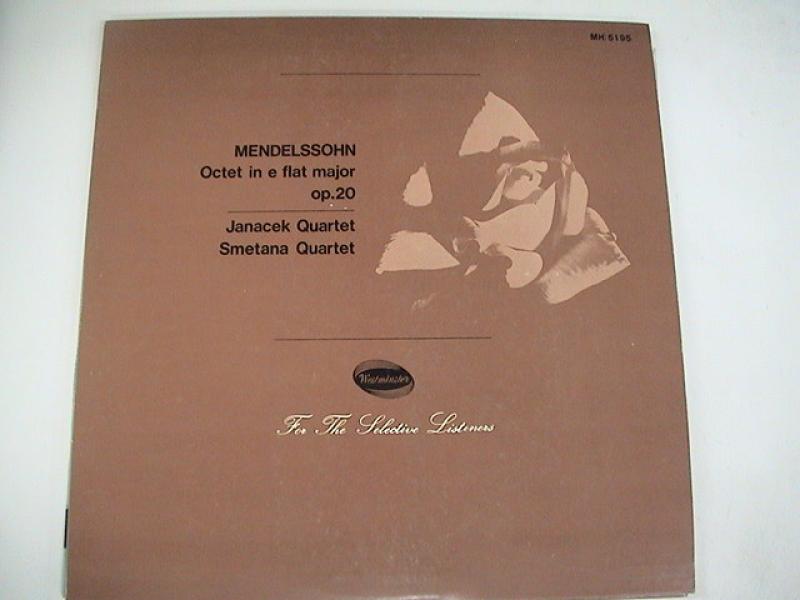 MH 5195
MENDELSSOHN
Octet in e flat major
op.20
Janacek Quartet
Smetana Quartet
Westminster
For The Selective Listeners